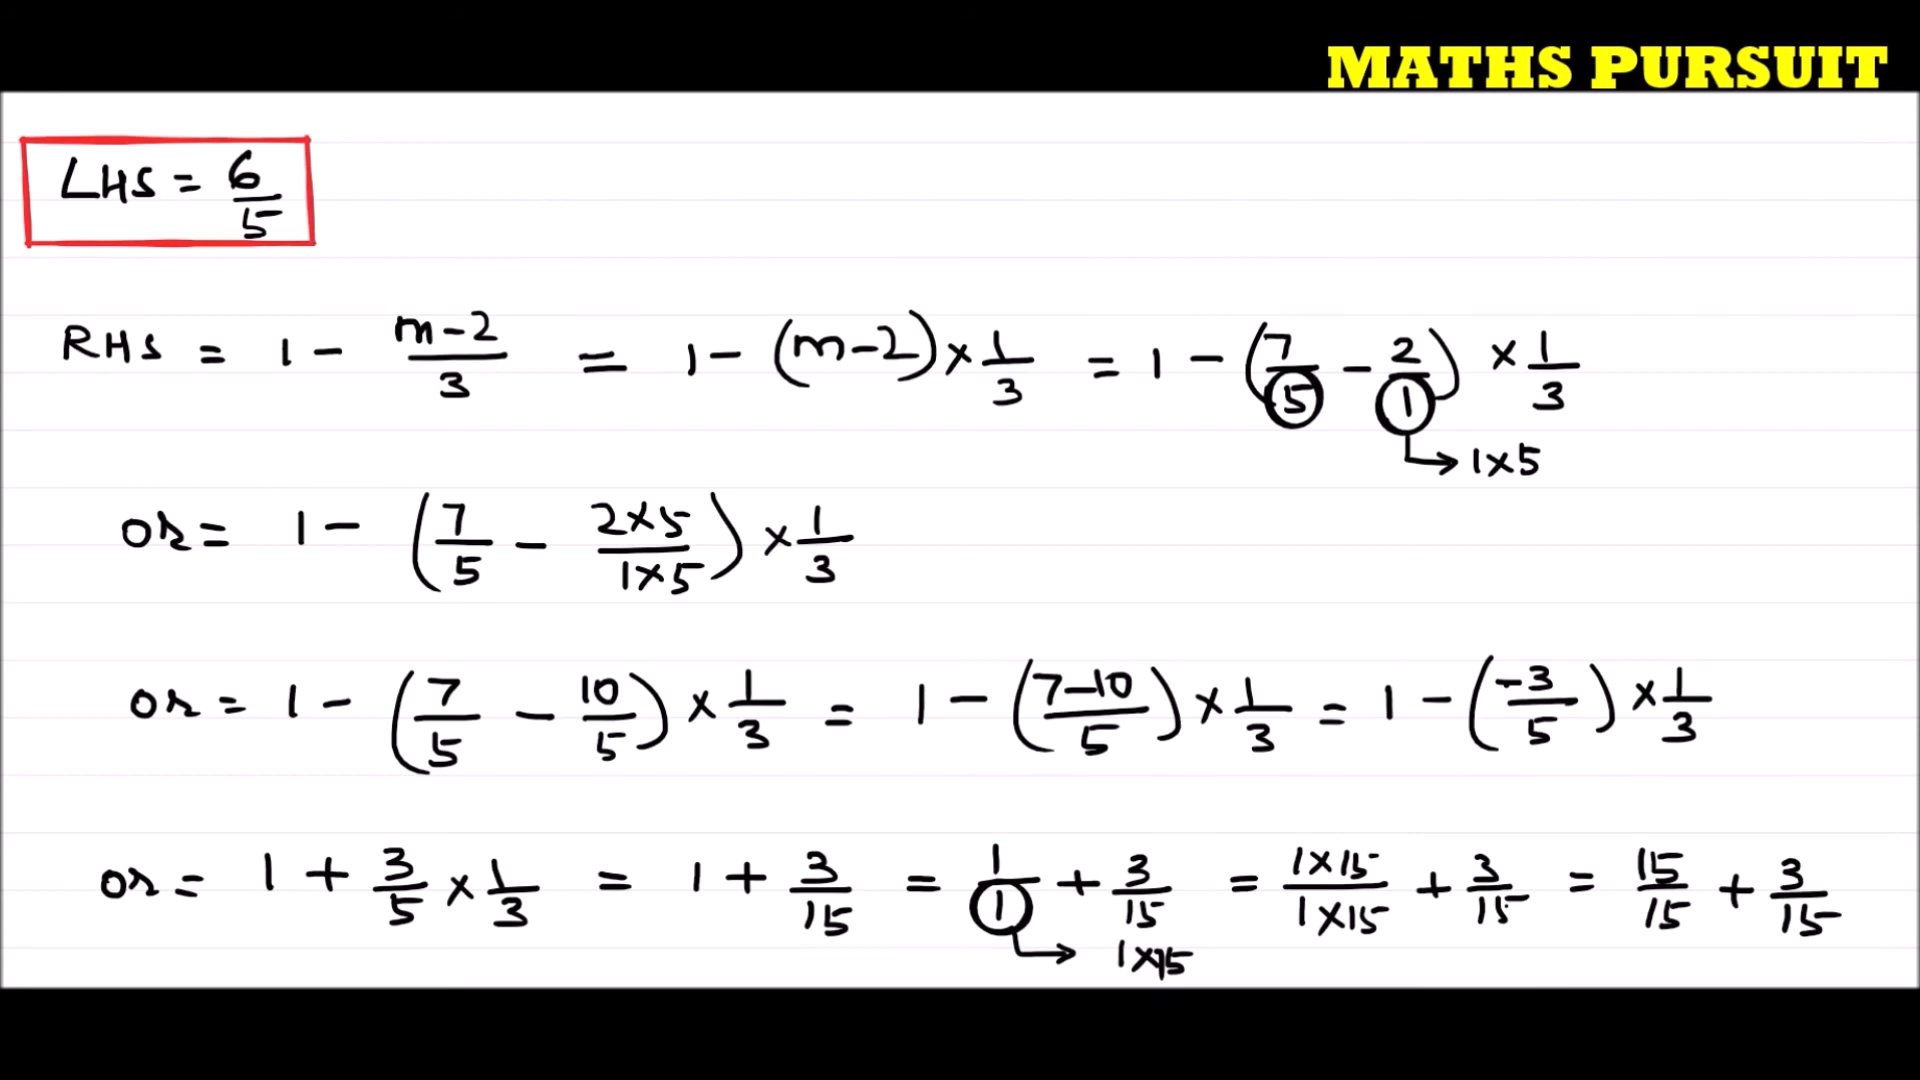 MATHS PURSUIT
LHS = 6/5
RHS = 1 - (m-2)/3 = 1 - (m-2) × 1/3 = 1 - (7/5 - 2/1) × 1/3
→ 1×5
or = 1 - (7/5 - 2×5/1×5) × 1/3
or = 1 - (7/5 - 10/5) × 1/3 = 1 - (7-10/5) × 1/3 = 1 - (-3/5) × 1/3
or = 1 + 3/5 × 1/3 = 1 + 3/15 = 1/1 + 3/15 = 1×15/1×15 + 3/15 = 15/15 + 3/15
→ 1×15